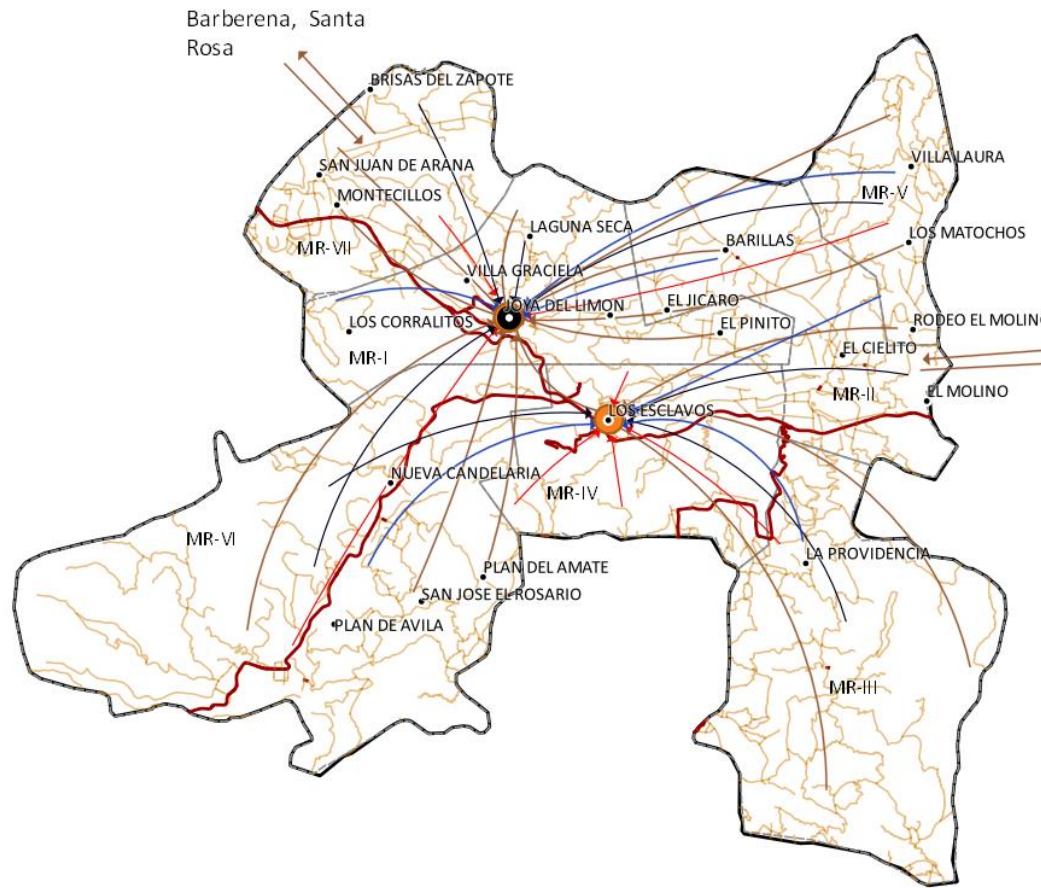 Barberena, Santa
Rosa
BRISAS DEL ZAPOTE
SAN JUAN DE ARANA
VILLA LAURA
MONTECILLOS
MR-V
LAGUNA SECA
LOS MATOCHOS
MR-VII
BARILLAS
VILLA GRACIELA
JOYA DEL LIMON
EL JICARO
LOS CORRALITOS
EL PINITO
RODEO EL MOLINO
MR-I
EL CIELITO
MR-II
EL MOLINO
LOS ESCLAVOS
NUEVA CANDELARIA
MR-IV
MR-VI
LA PROVIDENCIA
PLAN DEL AMATE
SAN JOSE EL ROSARIO
PLAN DE AVILA
MR-III